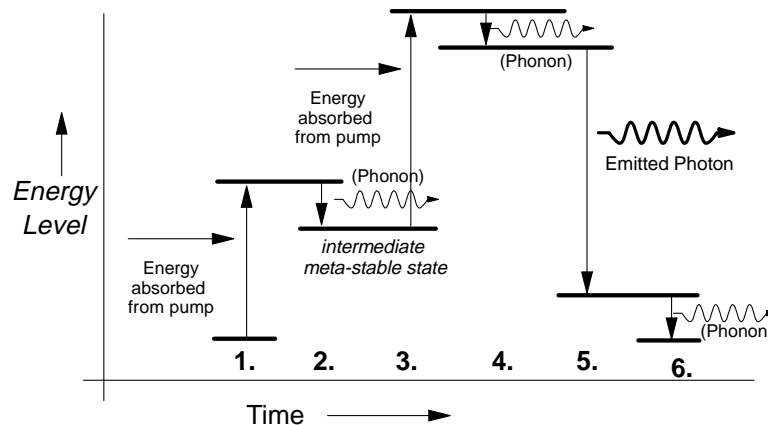 (Phonon)
Energy
absorbed
from pump
Emitted Photon
(Phonon)
Energy
Level
intermediate
meta-stable state
Energy
absorbed
from pump
(Phonon
1. 2. 3. 4. 5. 6.
Time